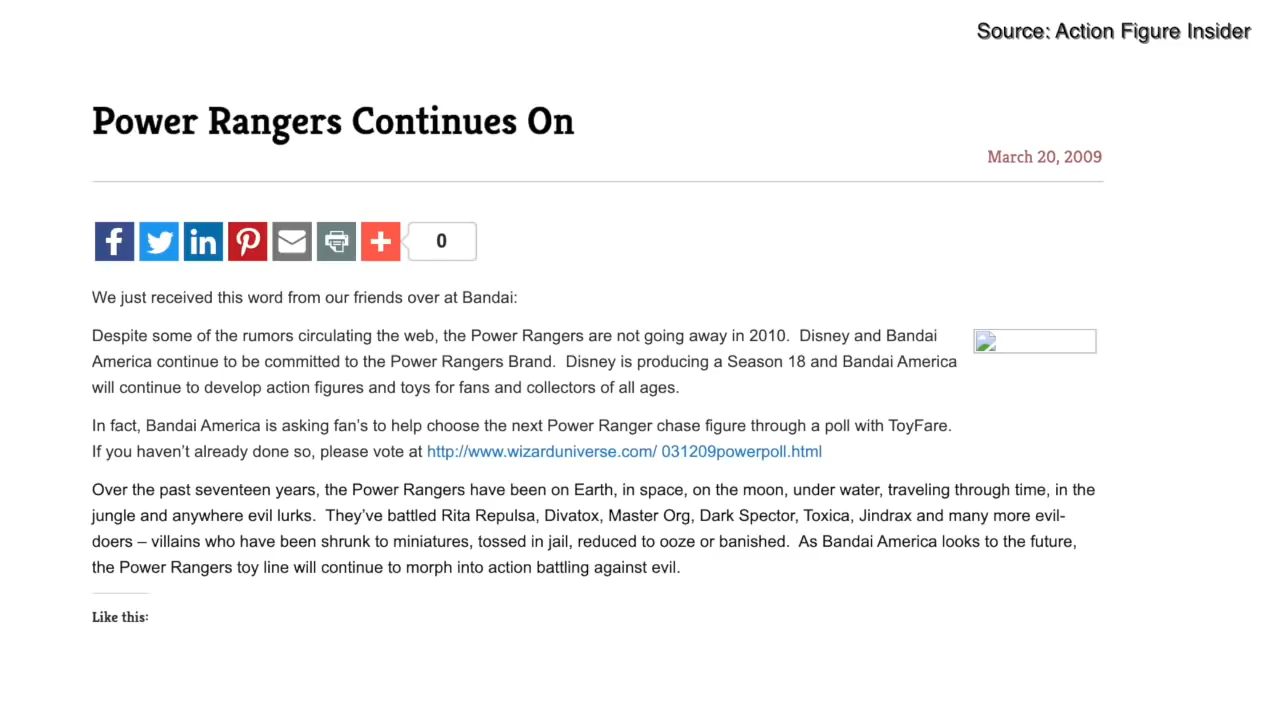 Source: Action Figure Insider
Power Rangers Continues On
March 20, 2009
0
We just received this word from our friends over at Bandai:
Despite some of the rumors circulating the web, the Power Rangers are not going away in 2010.  Disney and Bandai
America continue to be committed to the Power Rangers Brand.  Disney is producing a Season 18 and Bandai America
will continue to develop action figures and toys for fans and collectors of all ages.
In fact, Bandai America is asking fan’s to help choose the next Power Ranger chase figure through a poll with ToyFare.
If you haven’t already done so, please vote at http://www.wizarduniverse.com/ 031209powerpoll.html
Over the past seventeen years, the Power Rangers have been on Earth, in space, on the moon, under water, traveling through time, in the
jungle and anywhere evil lurks.  They’ve battled Rita Repulsa, Divatox, Master Org, Dark Spector, Toxica, Jindrax and many more evil-
doers – villains who have been shrunk to miniatures, tossed in jail, reduced to ooze or banished.  As Bandai America looks to the future,
the Power Rangers toy line will continue to morph into action battling against evil.
Like this: